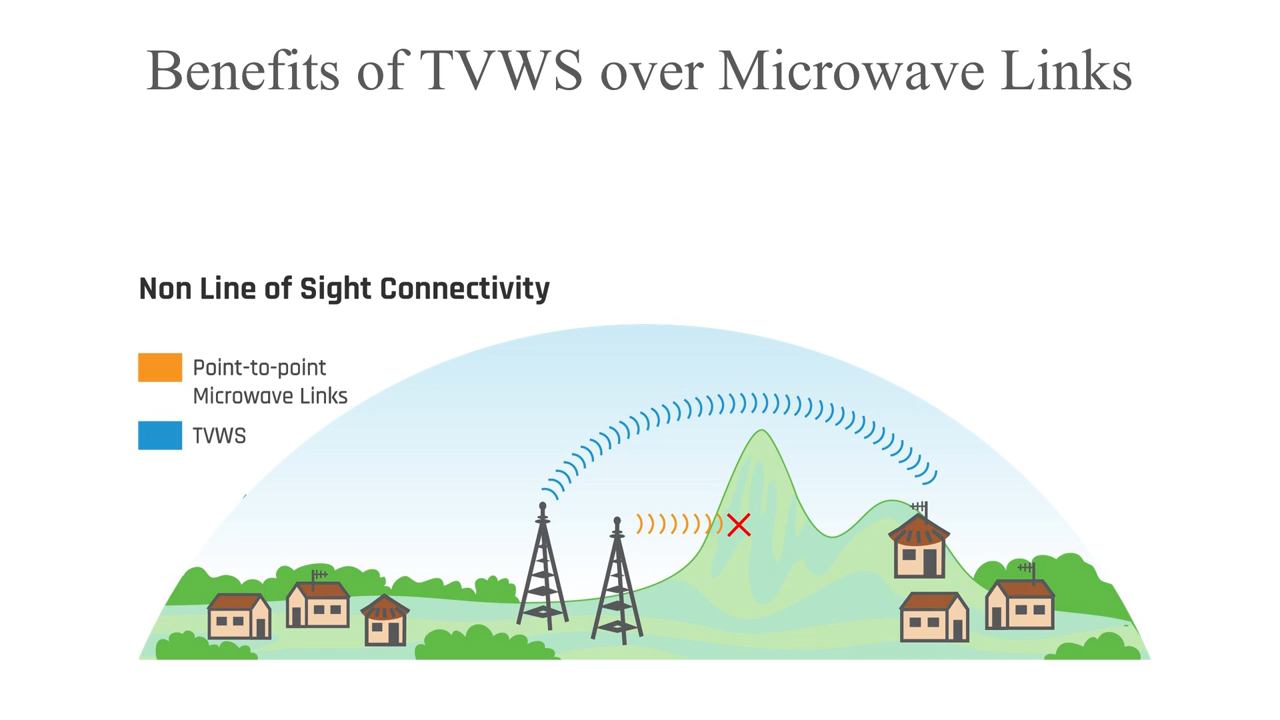 Benefits of TVWS over Microwave Links
Non Line of Sight Connectivity
Point-to-point
Microwave Links
TVWS